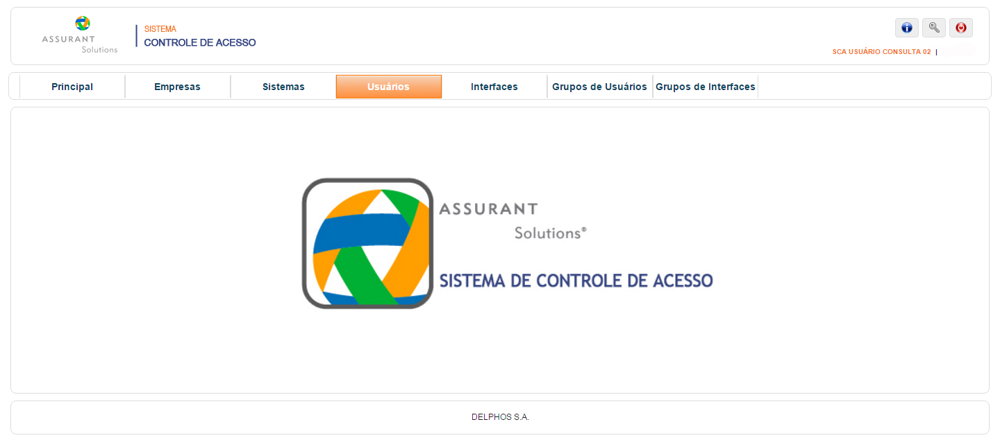 ASSURANT
Solutions
SISTEMA
CONTROLE DE ACESSO
SCA USUÁRIO CONSULTA 02 |
Principal Empresas Sistemas Usuários Interfaces Grupos de Usuários Grupos de Interfaces
ASSURANT
Solutions®
SISTEMA DE CONTROLE DE ACESSO
DELPHOS S.A.